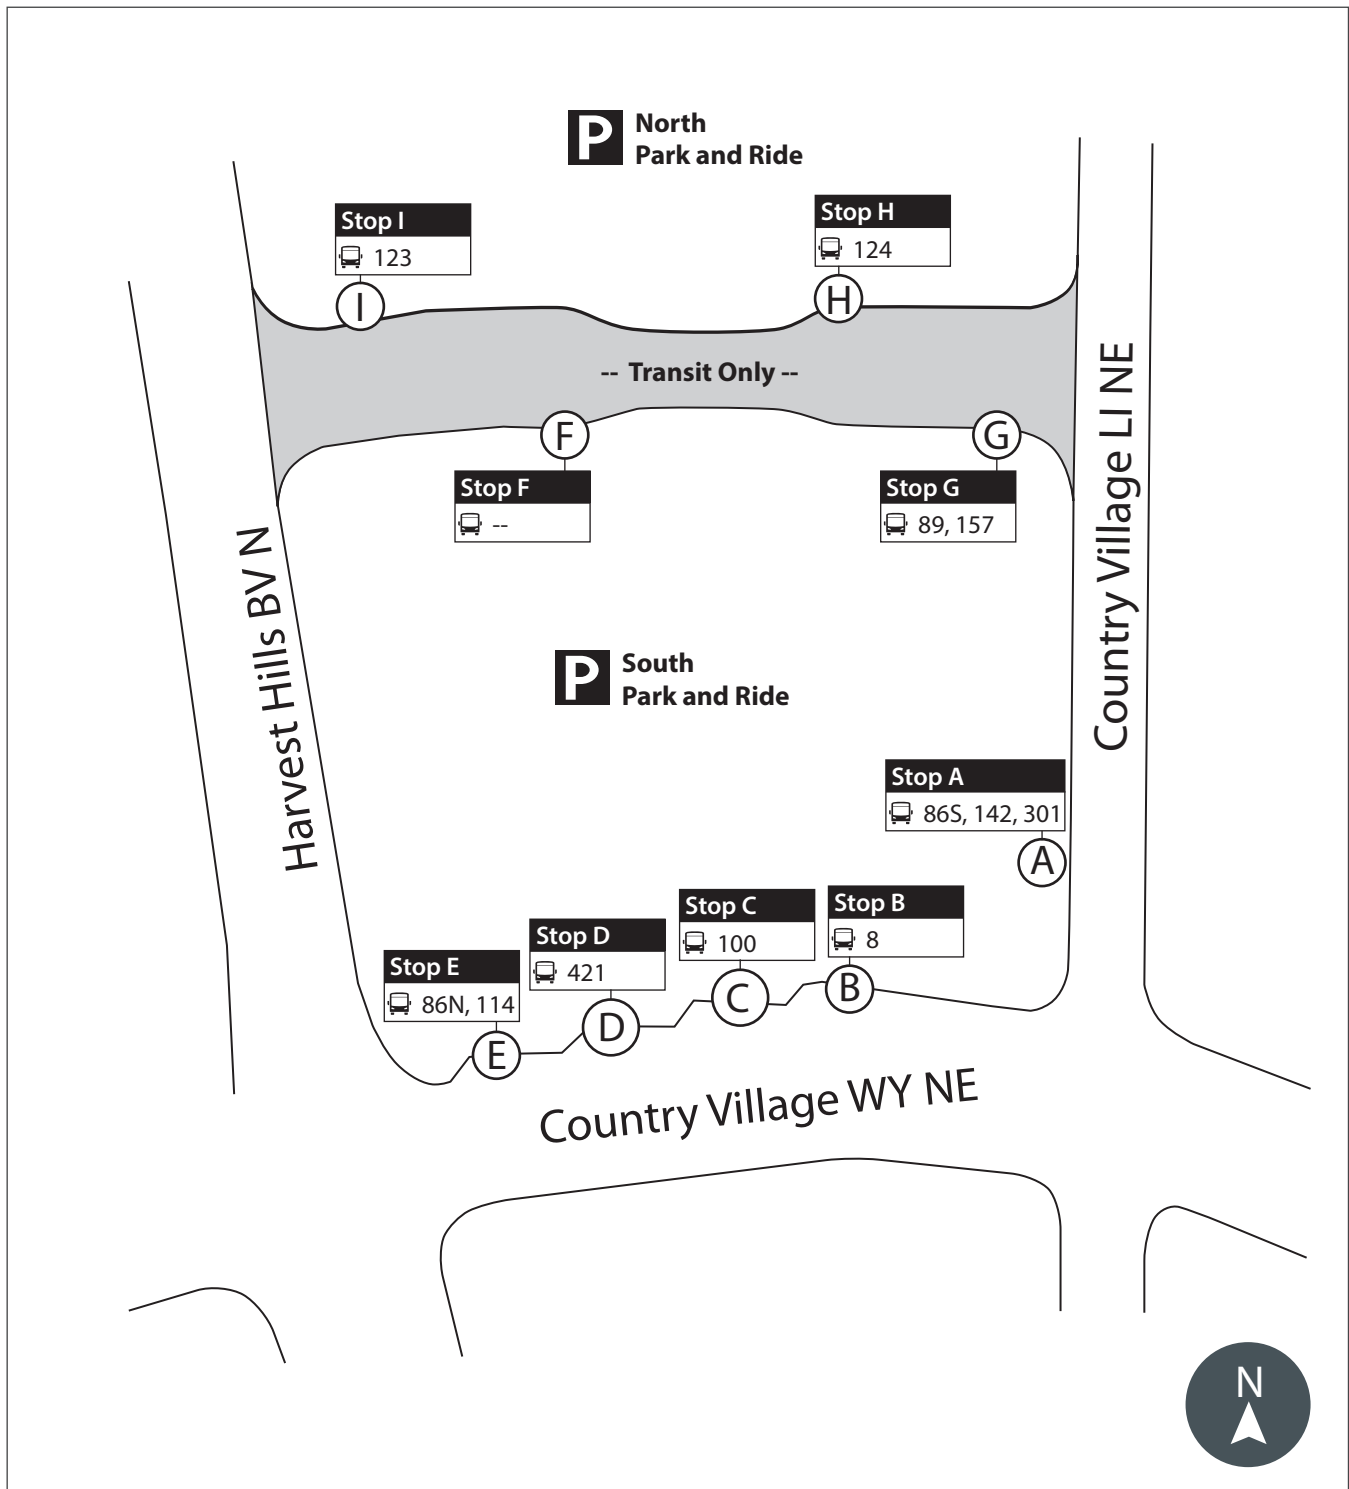 P
North
Park and Ride
Stop I
123
I
Stop H
124
H
-- Transit Only --
F
Stop F
--
G
Stop G
89, 157
Harvest Hills BV N
Country Village LI NE
P
South
Park and Ride
Stop A
86S, 142, 301
A
Stop B
8
B
Stop C
100
C
Stop D
421
D
Stop E
86N, 114
E
Country Village WY NE
N